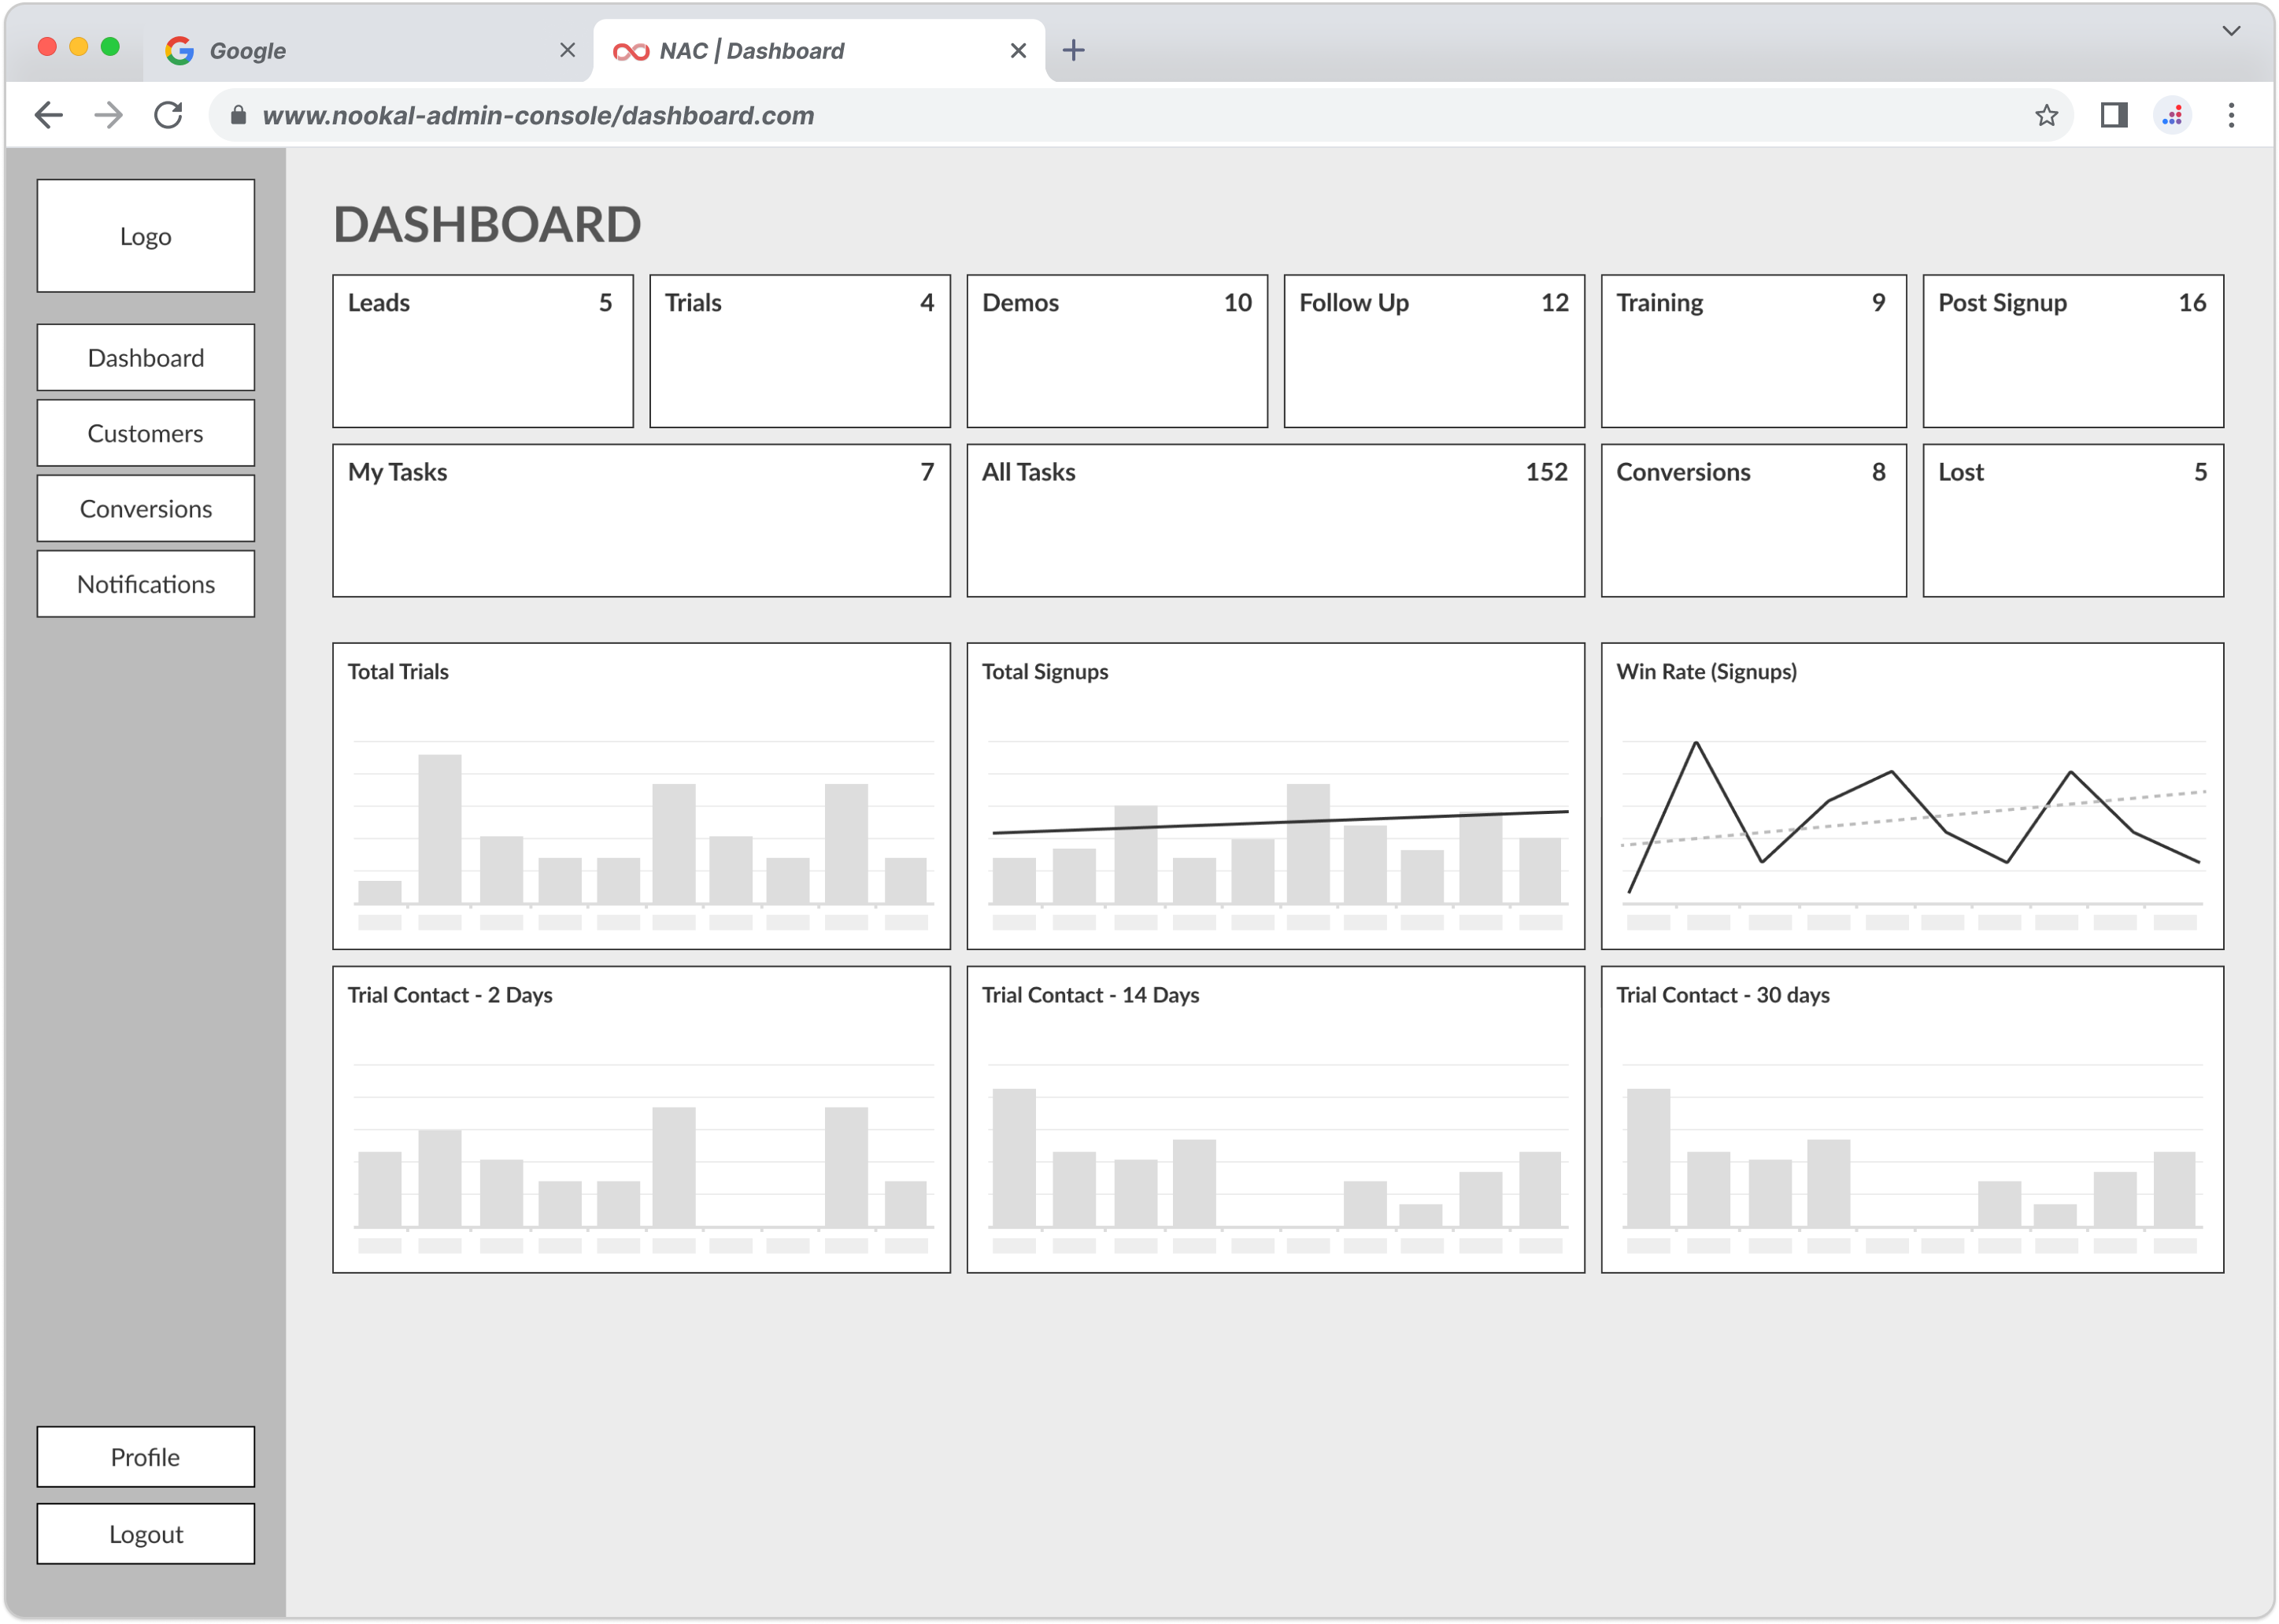 Google
NAC | Dashboard
www.nookal-admin-console/dashboard.com
Logo
Dashboard
Customers
Conversions
Notifications
Profile
Logout
DASHBOARD
Leads 5
Trials 4
Demos 10
Follow Up 12
Training 9
Post Signup 16
My Tasks 7
All Tasks 152
Conversions 8
Lost 5
Total Trials
Total Signups
Win Rate (Signups)
Trial Contact - 2 Days
Trial Contact - 14 Days
Trial Contact - 30 days